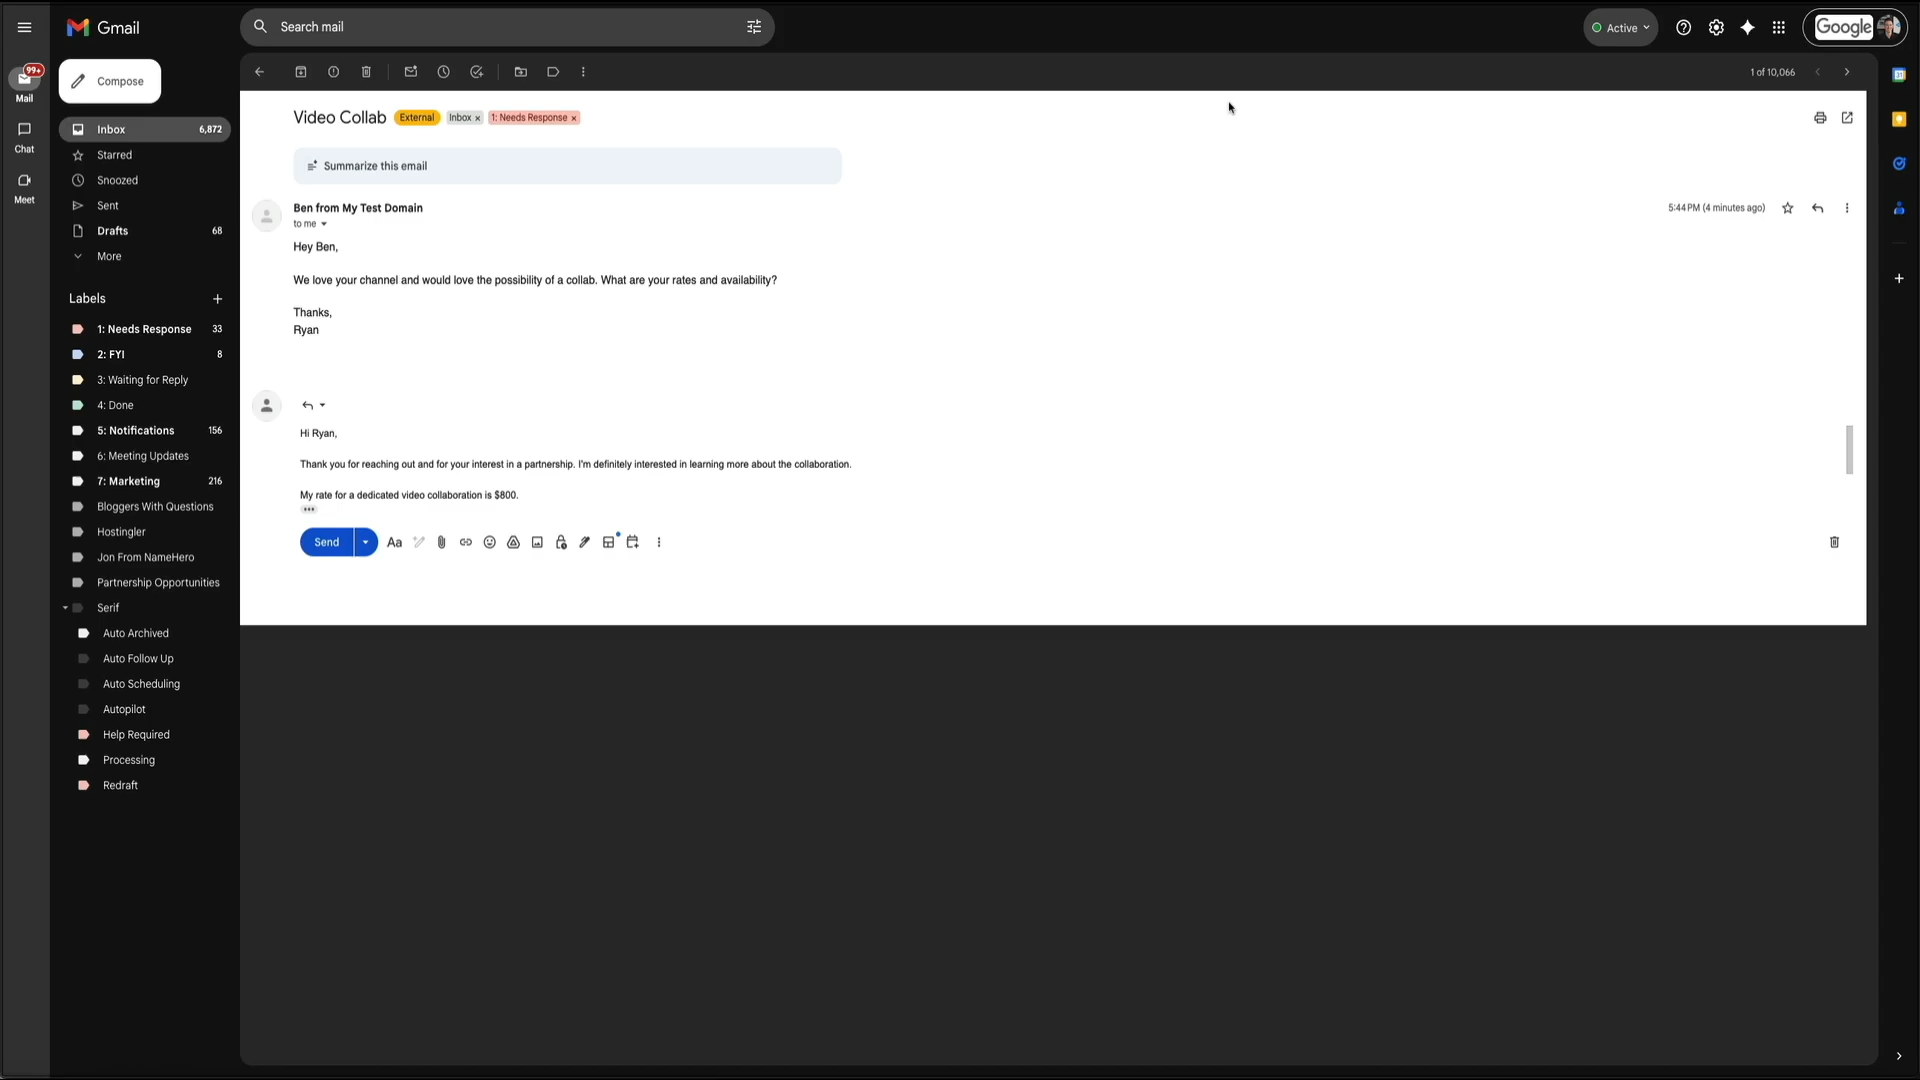 Gmail
Search mail
Active
Google
99+
Mail
Compose
1 of 10,066
Chat
Meet
Inbox 6,872
Starred
Snoozed
Sent
Drafts 68
More
Labels
1: Needs Response 33
2: FYI 8
3: Waiting for Reply
4: Done
5: Notifications 156
6: Meeting Updates
7: Marketing 216
Bloggers With Questions
Hostingler
Jon From NameHero
Partnership Opportunities
Serif
Auto Archived
Auto Follow Up
Auto Scheduling
Autopilot
Help Required
Processing
Redraft
Video Collab External Inbox x 1: Needs Response x
Summarize this email
Ben from My Test Domain
5:44 PM (4 minutes ago)
to me
Hey Ben,
We love your channel and would love the possibility of a collab. What are your rates and availability?
Thanks,
Ryan
Hi Ryan,
Thank you for reaching out and for your interest in a partnership. I'm definitely interested in learning more about the collaboration.
My rate for a dedicated video collaboration is $800.
Send
Aa